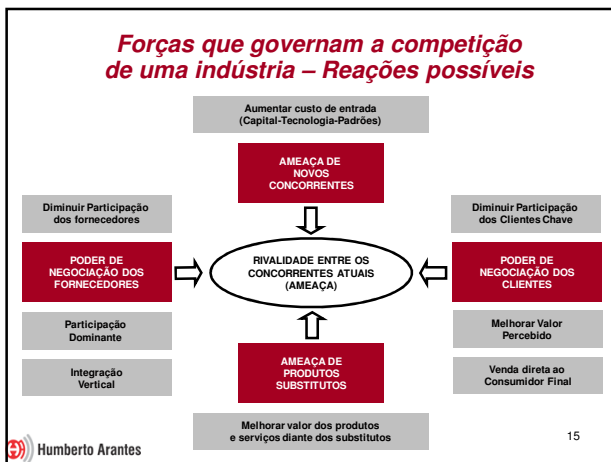 Forças que governam a competição
de uma indústria – Reações possíveis
Aumentar custo de entrada
(Capital-Tecnologia-Padrões)
AMEAÇA DE
NOVOS
CONCORRENTES
Diminuir Participação
dos fornecedores
PODER DE
NEGOCIAÇÃO DOS
FORNECEDORES
Participação
Dominante
Integração
Vertical
RIVALIDADE ENTRE OS
CONCORRENTES ATUAIS
(AMEAÇA)
Diminuir Participação
dos Clientes Chave
PODER DE
NEGOCIAÇÃO DOS
CLIENTES
Melhorar Valor
Percebido
Venda direta ao
Consumidor Final
AMEAÇA DE
PRODUTOS
SUBSTITUTOS
Melhorar valor dos produtos
e serviços diante dos substitutos
15
Humberto Arantes